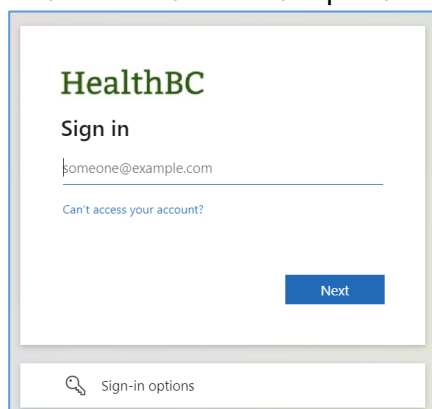 HealthBC
Sign in
someone@example.com
Can't access your account?
Next
Sign-in options